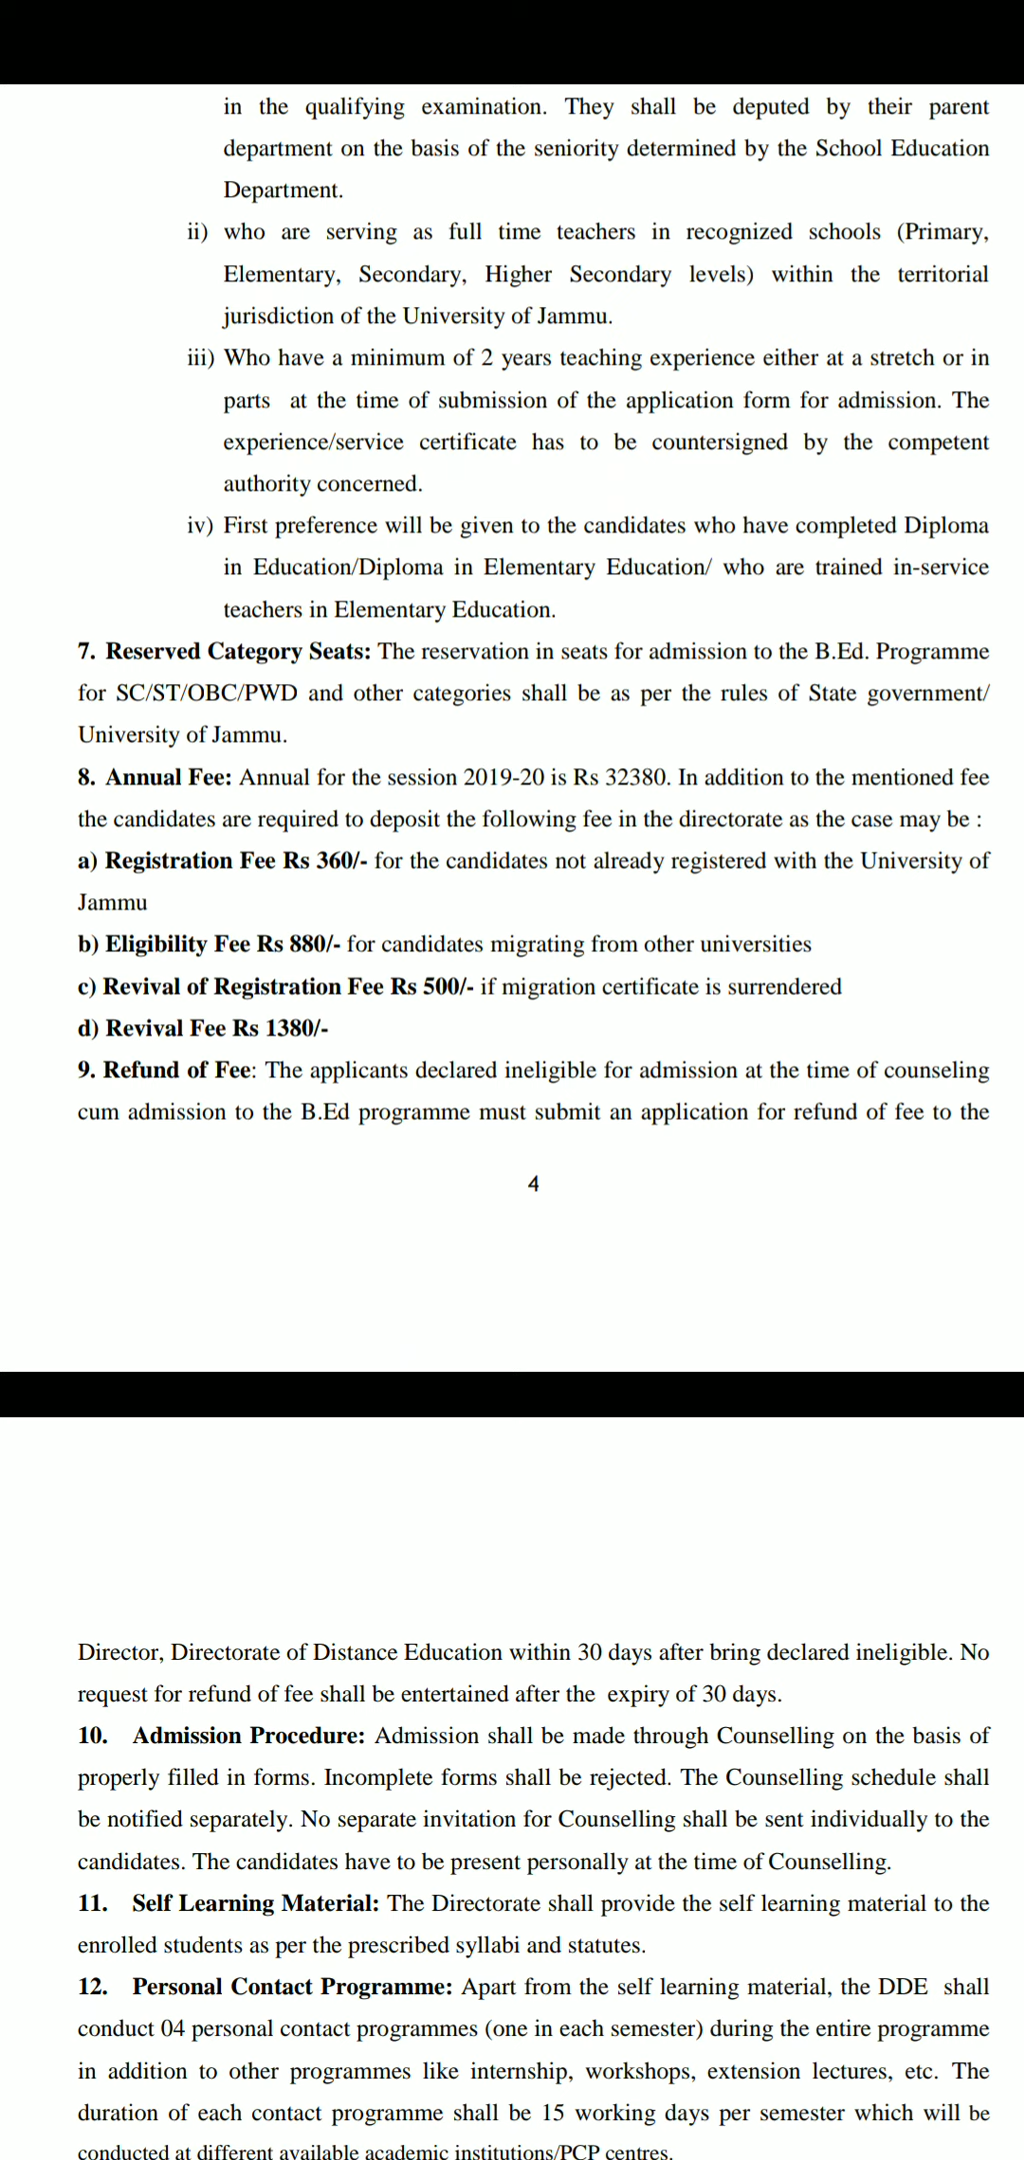 in the qualifying examination. They shall be deputed by their parent
department on the basis of the seniority determined by the School Education
Department.
ii) who are serving as full time teachers in recognized schools (Primary,
Elementary, Secondary, Higher Secondary levels) within the territorial
jurisdiction of the University of Jammu.
iii) Who have a minimum of 2 years teaching experience either at a stretch or in
parts at the time of submission of the application form for admission. The
experience/service certificate has to be countersigned by the competent
authority concerned.
iv) First preference will be given to the candidates who have completed Diploma
in Education/Diploma in Elementary Education/ who are trained in-service
teachers in Elementary Education.
7. Reserved Category Seats: The reservation in seats for admission to the B.Ed. Programme
for SC/ST/OBC/PWD and other categories shall be as per the rules of State government/
University of Jammu.
8. Annual Fee: Annual for the session 2019-20 is Rs 32380. In addition to the mentioned fee
the candidates are required to deposit the following fee in the directorate as the case may be :
a) Registration Fee Rs 360/- for the candidates not already registered with the University of
Jammu
b) Eligibility Fee Rs 880/- for candidates migrating from other universities
c) Revival of Registration Fee Rs 500/- if migration certificate is surrendered
d) Revival Fee Rs 1380/-
9. Refund of Fee: The applicants declared ineligible for admission at the time of counseling
cum admission to the B.Ed programme must submit an application for refund of fee to the
4
Director, Directorate of Distance Education within 30 days after bring declared ineligible. No
request for refund of fee shall be entertained after the expiry of 30 days.
10. Admission Procedure: Admission shall be made through Counselling on the basis of
properly filled in forms. Incomplete forms shall be rejected. The Counselling schedule shall
be notified separately. No separate invitation for Counselling shall be sent individually to the
candidates. The candidates have to be present personally at the time of Counselling.
11. Self Learning Material: The Directorate shall provide the self learning material to the
enrolled students as per the prescribed syllabi and statutes.
12. Personal Contact Programme: Apart from the self learning material, the DDE shall
conduct 04 personal contact programmes (one in each semester) during the entire programme
in addition to other programmes like internship, workshops, extension lectures, etc. The
duration of each contact programme shall be 15 working days per semester which will be
conducted at different available academic institutions/PCP centres.